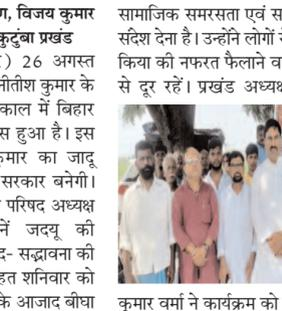 ण, विजय कुमार
कुटुंबा प्रखंड
) 26 अगस्त
नीतीश कुमार के
काल में बिहार
स हुआ है। इस
कुमार का जादू
सरकार बनेगी।
परिषद अध्यक्ष
नें जदयू की
द- सद्भावना की
हत शनिवार को
के आजाद बीघा
सामाजिक समरसता एवं स
संदेश देना है। उन्होंने लोगों
किया की नफरत फैलाने व
से दूर रहें। प्रखंड अध्यक्ष
कुमार वर्मा ने कार्यक्रम को